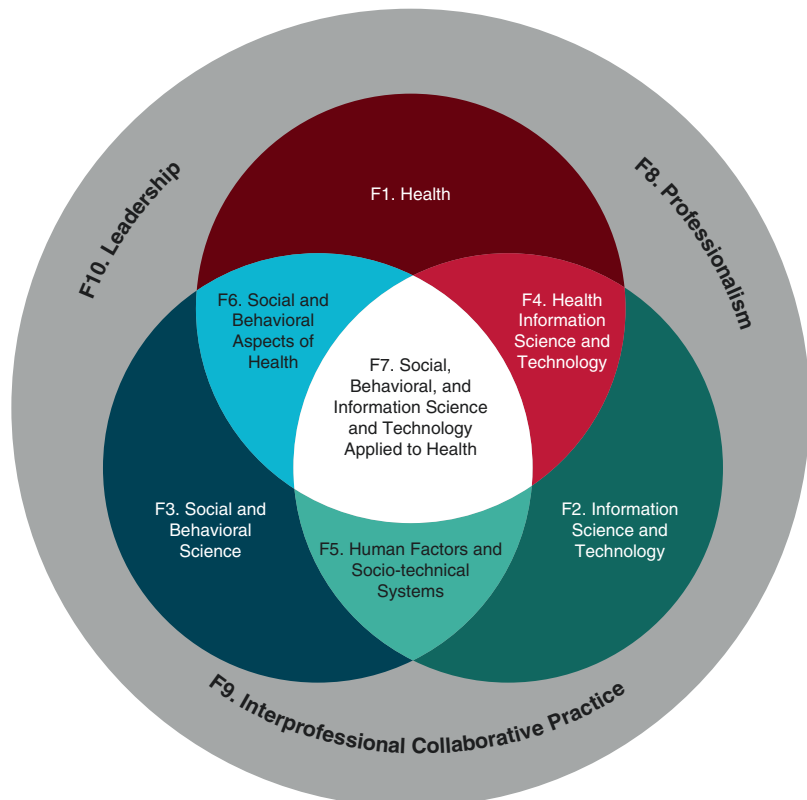 F10. Leadership
F8. Professionalism
F1. Health
F6. Social and
Behavioral
Aspects of
Health
F4. Health
Information
Science and
Technology
F7. Social,
Behavioral, and
Information Science
and Technology
Applied to Health
F3. Social and
Behavioral
Science
F2. Information
Science and
Technology
F5. Human Factors and
Socio-technical
Systems
F9. Interprofessional Collaborative Practice